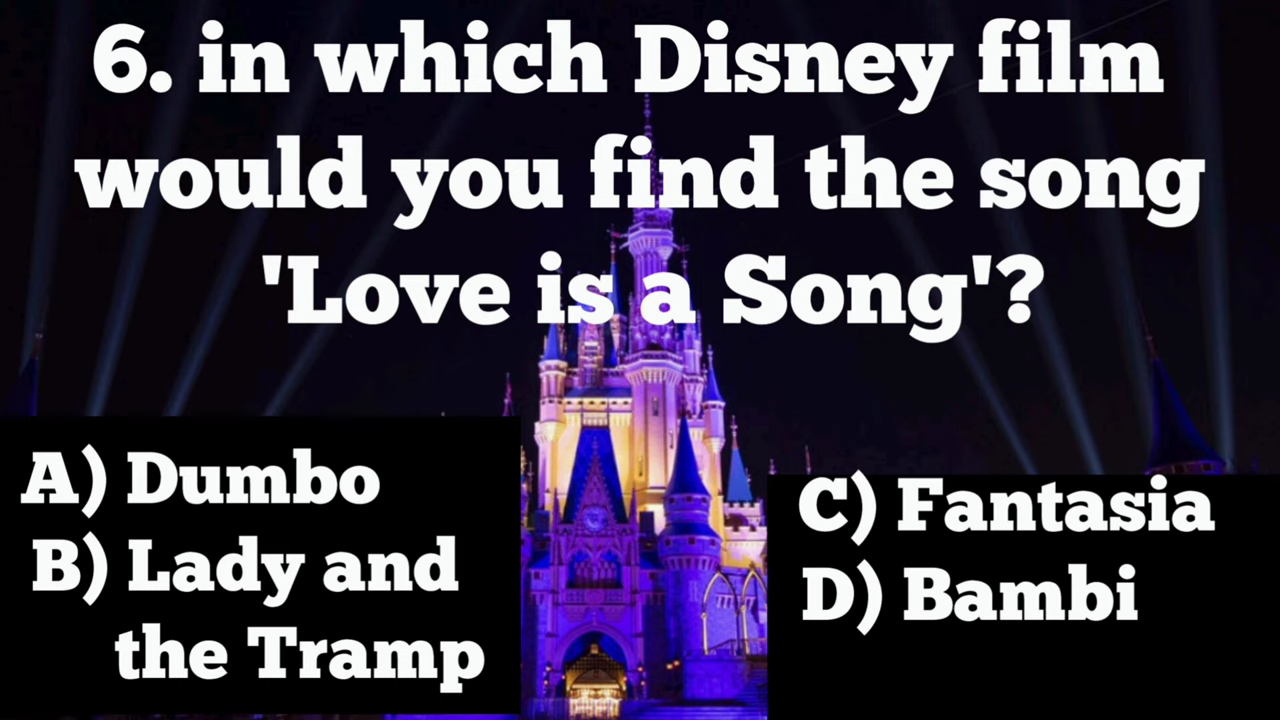 6. in which Disney film
would you find the song
'Love is a Song'?
A) Dumbo
B) Lady and
the Tramp
C) Fantasia
D) Bambi